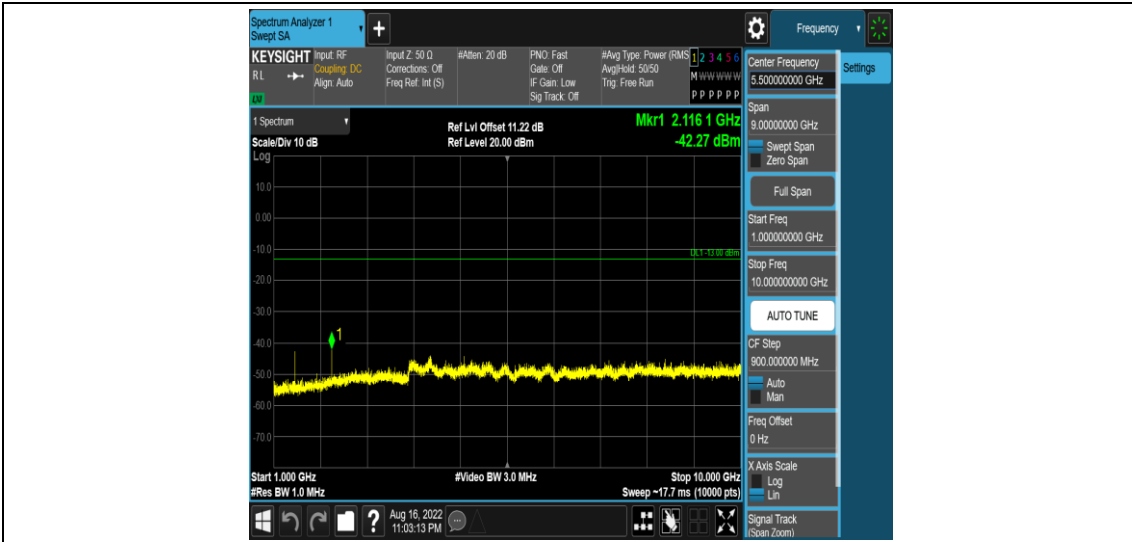 Spectrum Analyzer 1
Swept SA
Frequency
KEYSIGHT
RL
LNI
Input: RF
Coupling: DC
Align: Auto
Input Z: 50 Ω
Corrections: Off
Freq Ref: Int (S)
#Atten: 20 dB
PNO: Fast
Gate: Off
IF Gain: Low
Sig Track: Off
#Avg Type: Power (RMS
Avg|Hold: 50/50
Trig: Free Run
1 2 3 4 5 6
M W W W W W
P P P P P P
1 Spectrum
Scale/Div 10 dB
Log
Ref Lvl Offset 11.22 dB
Ref Level 20.00 dBm
Mkr1 2.116 1 GHz
-42.27 dBm
10.0
0.00
-10.0
DL1 -13.00 dBm
-20.0
-30.0
1
-40.0
-50.0
-60.0
-70.0
Start 1.000 GHz
#Res BW 1.0 MHz
#Video BW 3.0 MHz
Stop 10.000 GHz
Sweep ~17.7 ms (10000 pts)
Aug 16, 2022
11:03:13 PM
Center Frequency
5.500000000 GHz
Settings
Span
9.00000000 GHz
Swept Span
Zero Span
Full Span
Start Freq
1.000000000 GHz
Stop Freq
10.000000000 GHz
AUTO TUNE
CF Step
900.000000 MHz
Auto
Man
Freq Offset
0 Hz
X Axis Scale
Log
Lin
Signal Track
(Span Zoom)